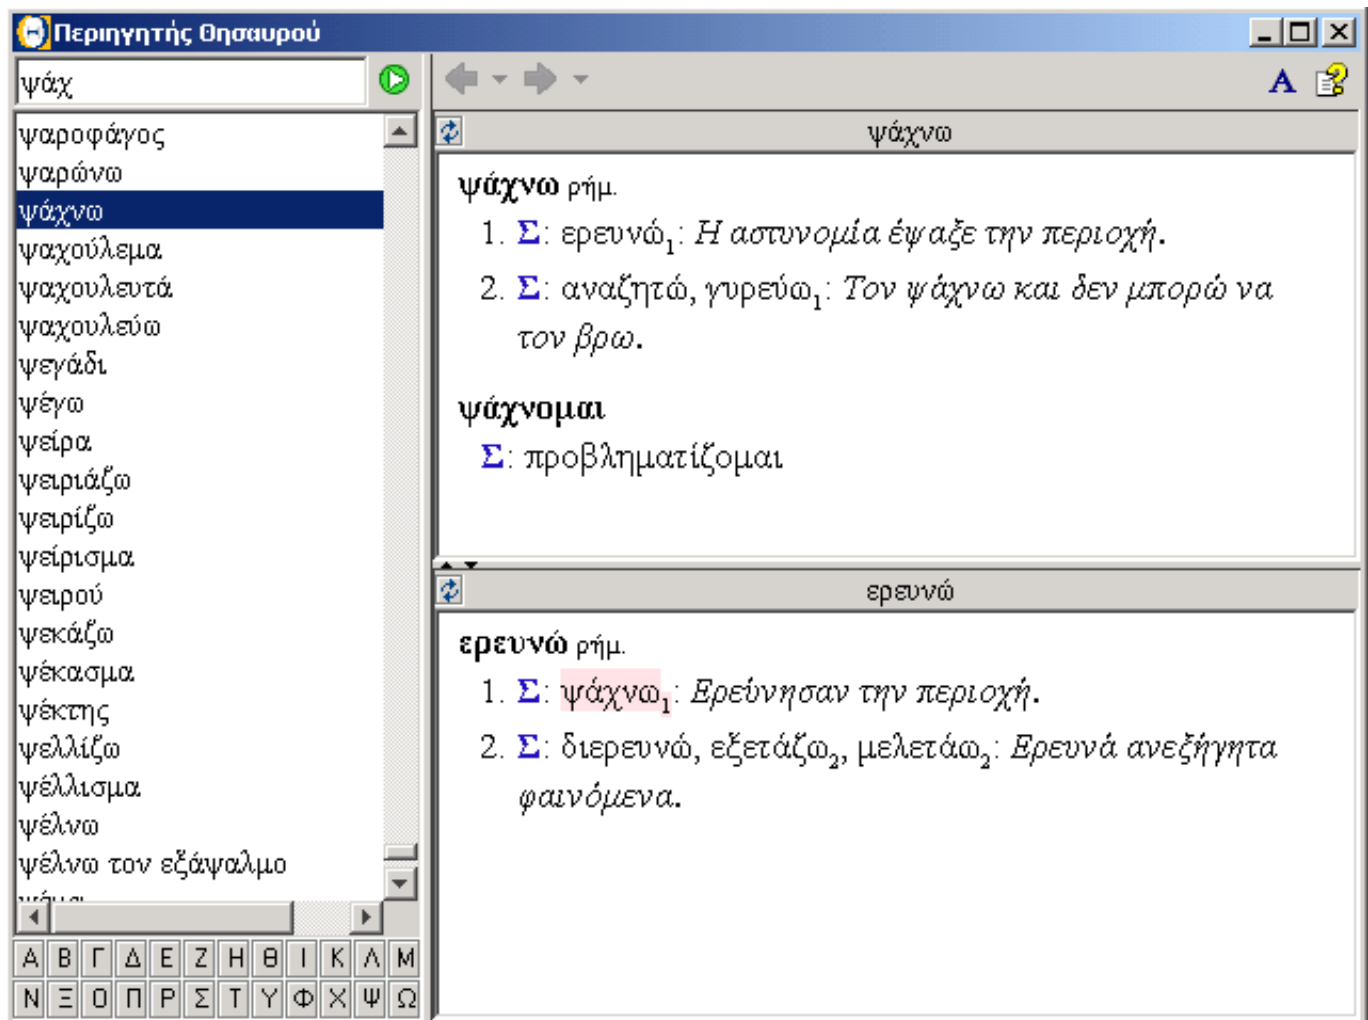 Περιηγητής Θησαυρού
ψάχ
ψαροφάγος
ψαρώνω
ψάχνω
ψαχούλεμα
ψαχουλευτά
ψαχουλεύω
ψεγάδι
ψέγω
ψείρα
ψειριάζω
ψειρίζω
ψείρισμα
ψειρού
ψεκάζω
ψέκασμα
ψέκτης
ψελλίζω
ψέλλισμα
ψέλνω
ψέλνω τον εξάψαλμο
Α Β Γ Δ Ε Ζ Η Θ Ι Κ Λ Μ
Ν Ξ Ο Π Ρ Σ Τ Υ Φ Χ Ψ Ω
A
ψάχνω
ψάχνω ρήμ.
1. Σ: ερευνώ1: Η αστυνομία έψαξε την περιοχή.
2. Σ: αναζητώ, γυρεύω1: Τον ψάχνω και δεν μπορώ να
τον βρω.
ψάχνομαι
Σ: προβληματίζομαι
ερευνώ
ερευνώ ρήμ.
1. Σ: ψάχνω1: Ερεύνησαν την περιοχή.
2. Σ: διερευνώ, εξετάζω2, μελετάω2: Ερευνά ανεξήγητα
φαινόμενα.